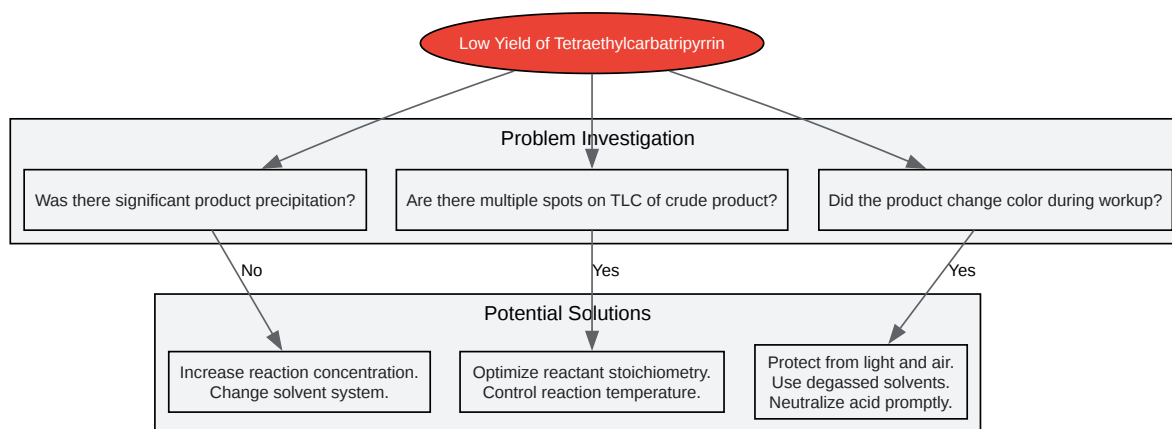 Low Yield of Tetraethylcarbatripyrrin
Problem Investigation
Was there significant product precipitation?
Are there multiple spots on TLC of crude product?
Did the product change color during workup?
No
Yes
Yes
Potential Solutions
Increase reaction concentration.
Change solvent system.
Optimize reactant stoichiometry.
Control reaction temperature.
Protect from light and air.
Use degassed solvents.
Neutralize acid promptly.